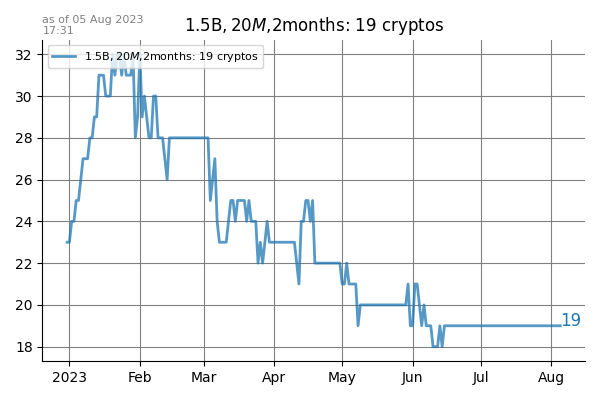 as of 05 Aug 2023
17:31
1.5B, 20M,2months: 19 cryptos
1.5B, 20M,2months: 19 cryptos
32
30
28
26
24
22
20
18
19
2023
Feb
Mar
Apr
May
Jun
Jul
Aug